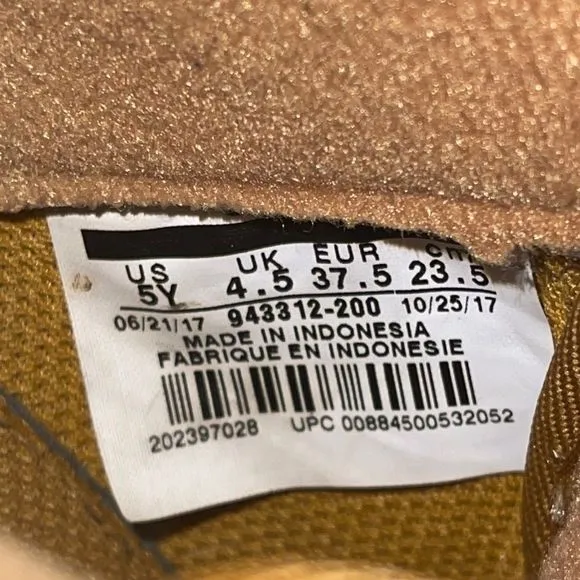 US UK EUR cm
5Y 4.5 37.5 23.5
06/21/17 943312-200 10/25/17
MADE IN INDONESIA
FABRIQUE EN INDONESIE
202397028 UPC 00884500532052